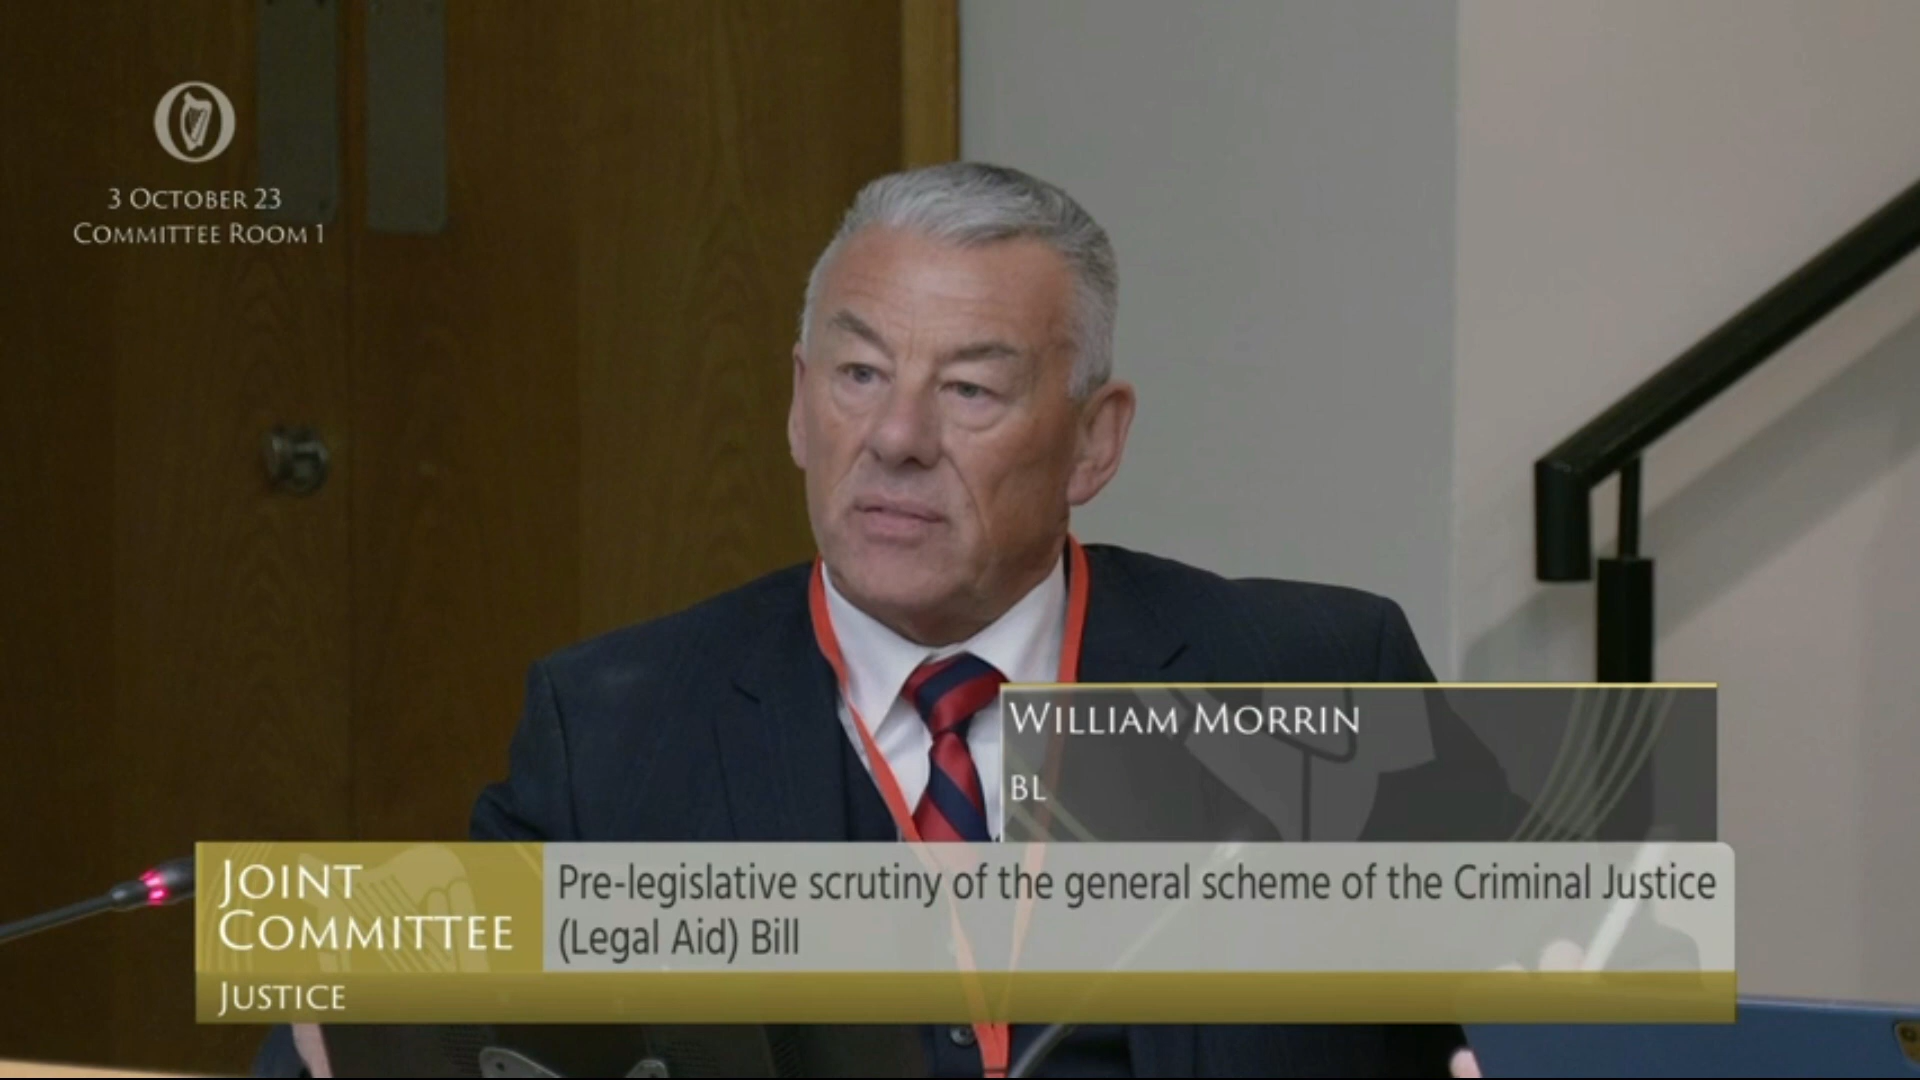 3 October 23
Committee Room 1
William Morrin
BL
Joint
Committee
Pre-legislative scrutiny of the general scheme of the Criminal Justice
(Legal Aid) Bill
Justice